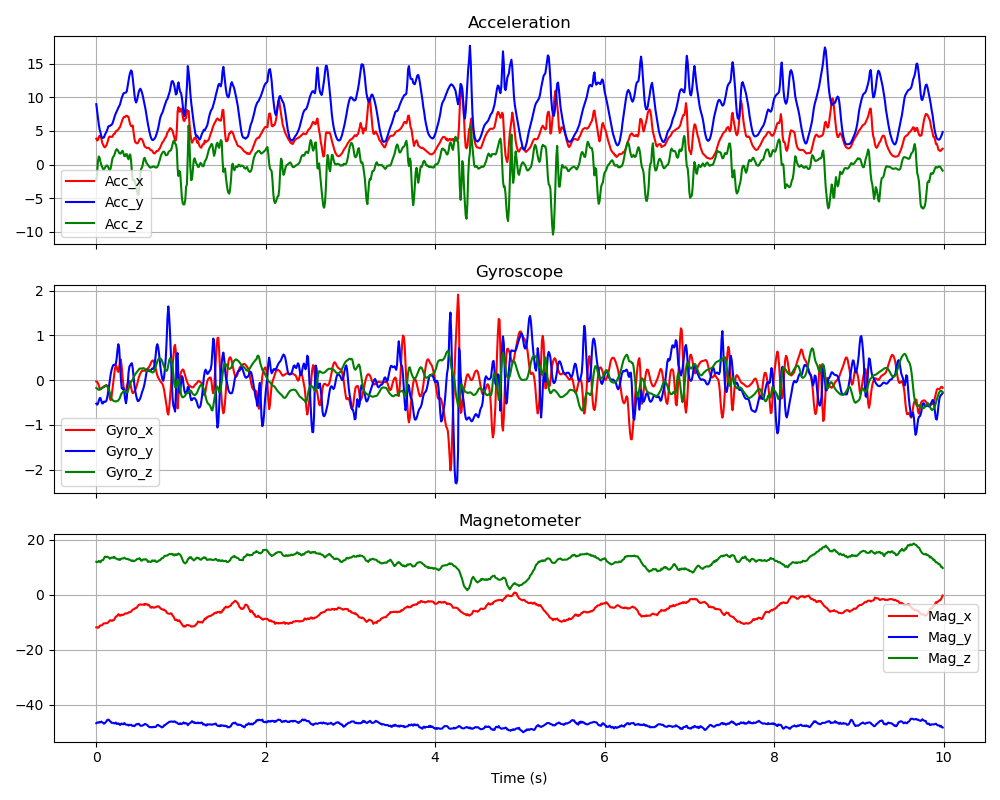 Acceleration
15
10
5
0
−5
−10
Acc_x
Acc_y
Acc_z
Gyroscope
2
1
0
−1
−2
Gyro_x
Gyro_y
Gyro_z
Magnetometer
20
0
−20
−40
Mag_x
Mag_y
Mag_z
0 2 4 6 8 10
Time (s)